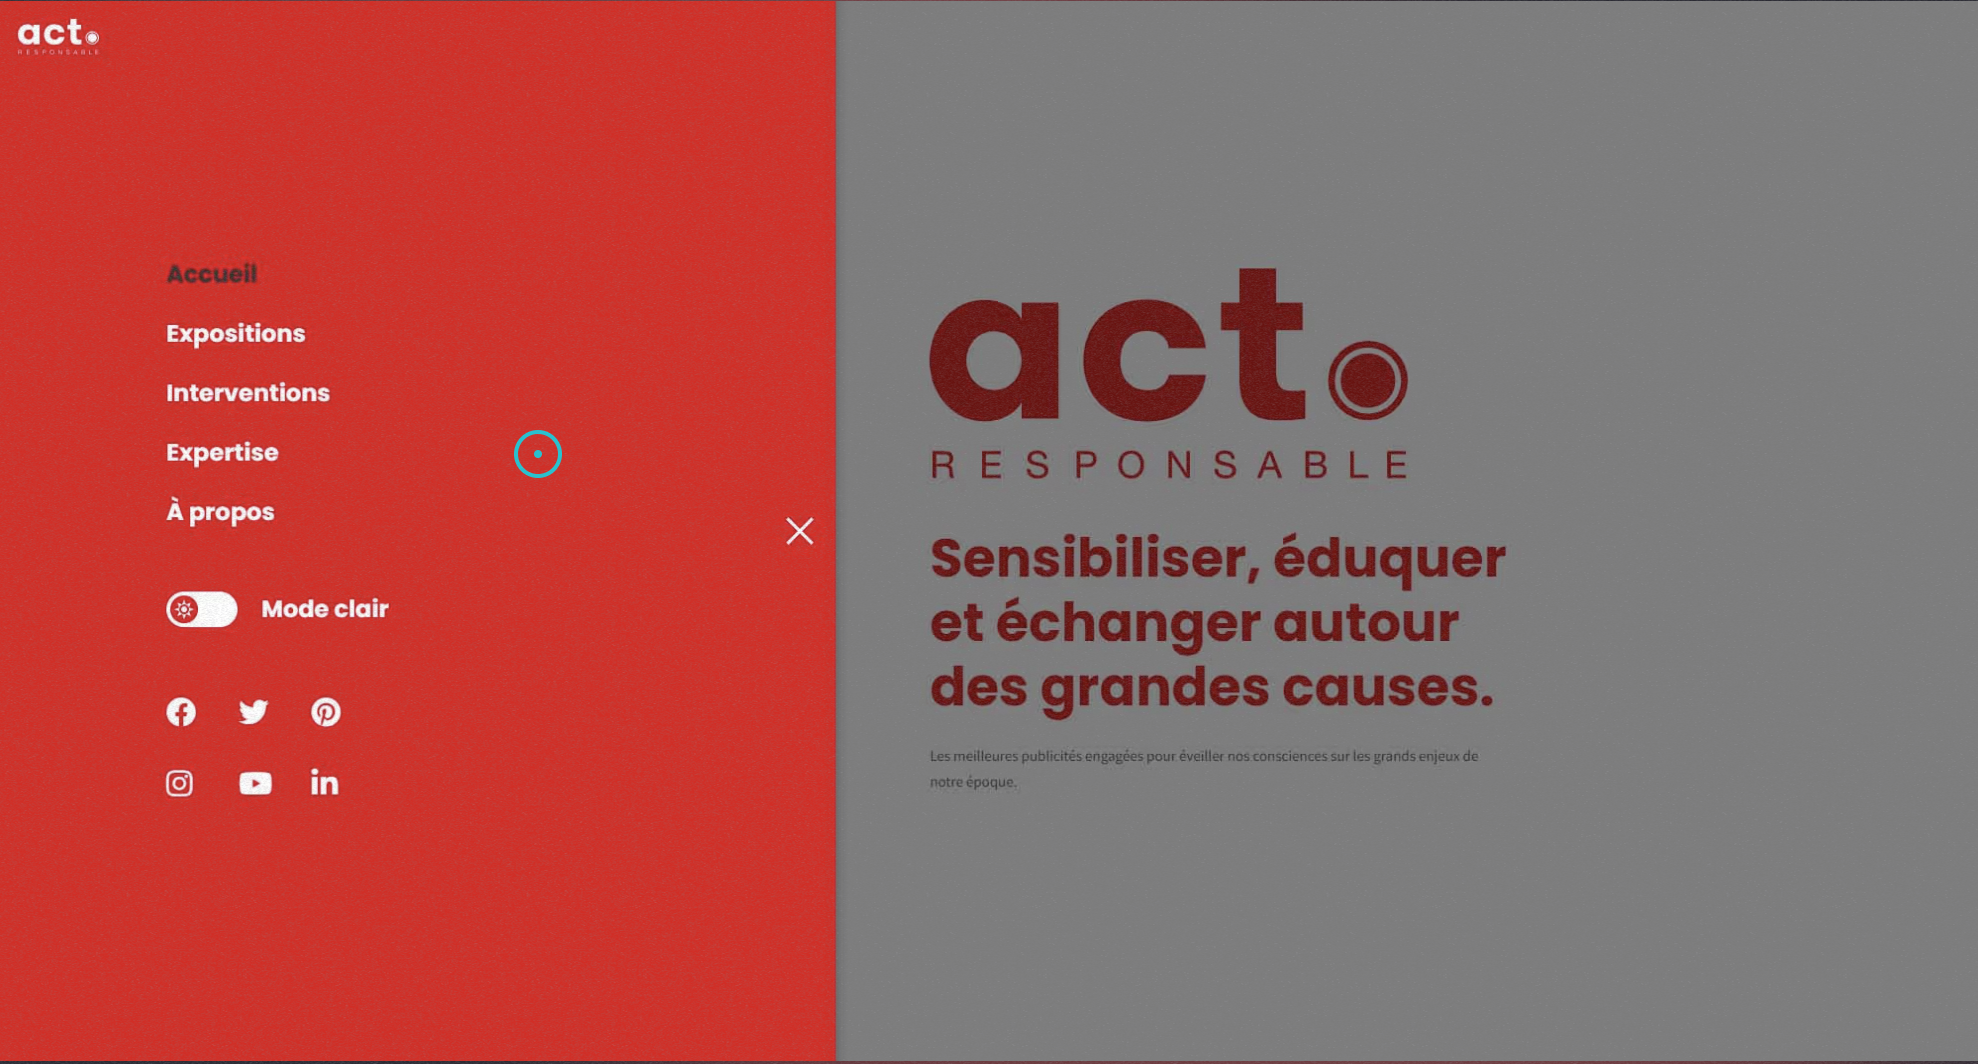 act.
RESPONSABLE
Accueil
Expositions
Interventions
Expertise
À propos
Mode clair
act.
RESPONSABLE
Sensibiliser, éduquer
et échanger autour
des grandes causes.
Les meilleures publicités engagées pour éveiller nos consciences sur les grands enjeux de
notre époque.